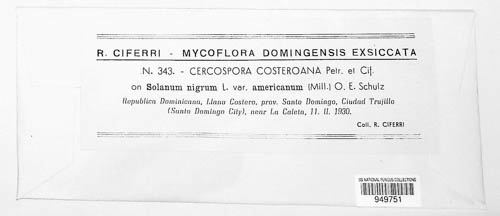 R. CIFERRI - MYCOFLORA DOMINGENSIS EXSICCATA
N. 343. - CERCOSPORA COSTEROANA Petr. et Cif.
on Solanum nigrum L. var. americanum (Mill.) O. E. Schulz
Republica Dominicana, Llano Costero, prov. Santo Domingo, Ciudad Trujillo
(Santo Domingo City), near La Caleta, 11. II. 1930.
Coll. R. CIFERRI
US NATIONAL FUNGUS COLLECTIONS
949751